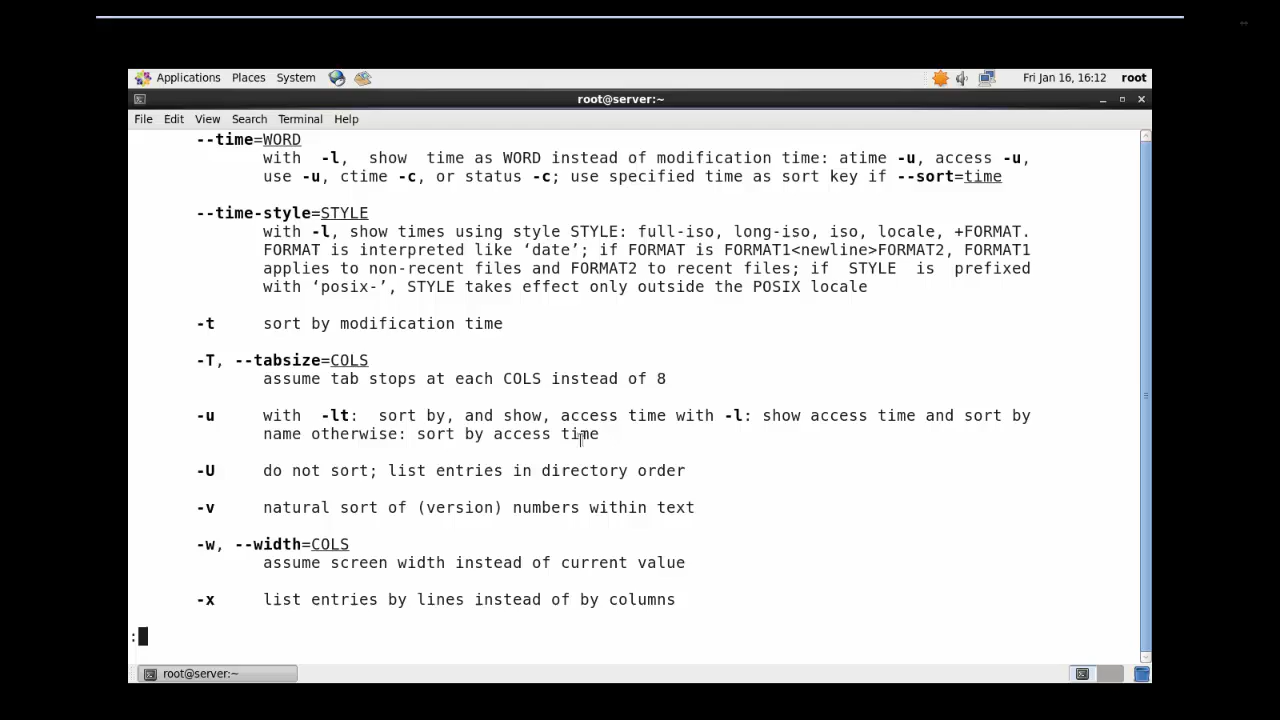 Applications Places System Fri Jan 16, 16:12 root
root@server:~
File Edit View Search Terminal Help
--time=WORD
with -l, show time as WORD instead of modification time: atime -u, access -u,
use -u, ctime -c, or status -c; use specified time as sort key if --sort=time
--time-style=STYLE
with -l, show times using style STYLE: full-iso, long-iso, iso, locale, +FORMAT.
FORMAT is interpreted like ‘date’; if FORMAT is FORMAT1<newline>FORMAT2, FORMAT1
applies to non-recent files and FORMAT2 to recent files; if STYLE is prefixed
with ‘posix-’, STYLE takes effect only outside the POSIX locale
-t sort by modification time
-T, --tabsize=COLS
assume tab stops at each COLS instead of 8
-u with -lt: sort by, and show, access time with -l: show access time and sort by
name otherwise: sort by access time
-U do not sort; list entries in directory order
-v natural sort of (version) numbers within text
-w, --width=COLS
assume screen width instead of current value
-x list entries by lines instead of by columns
:
root@server:~